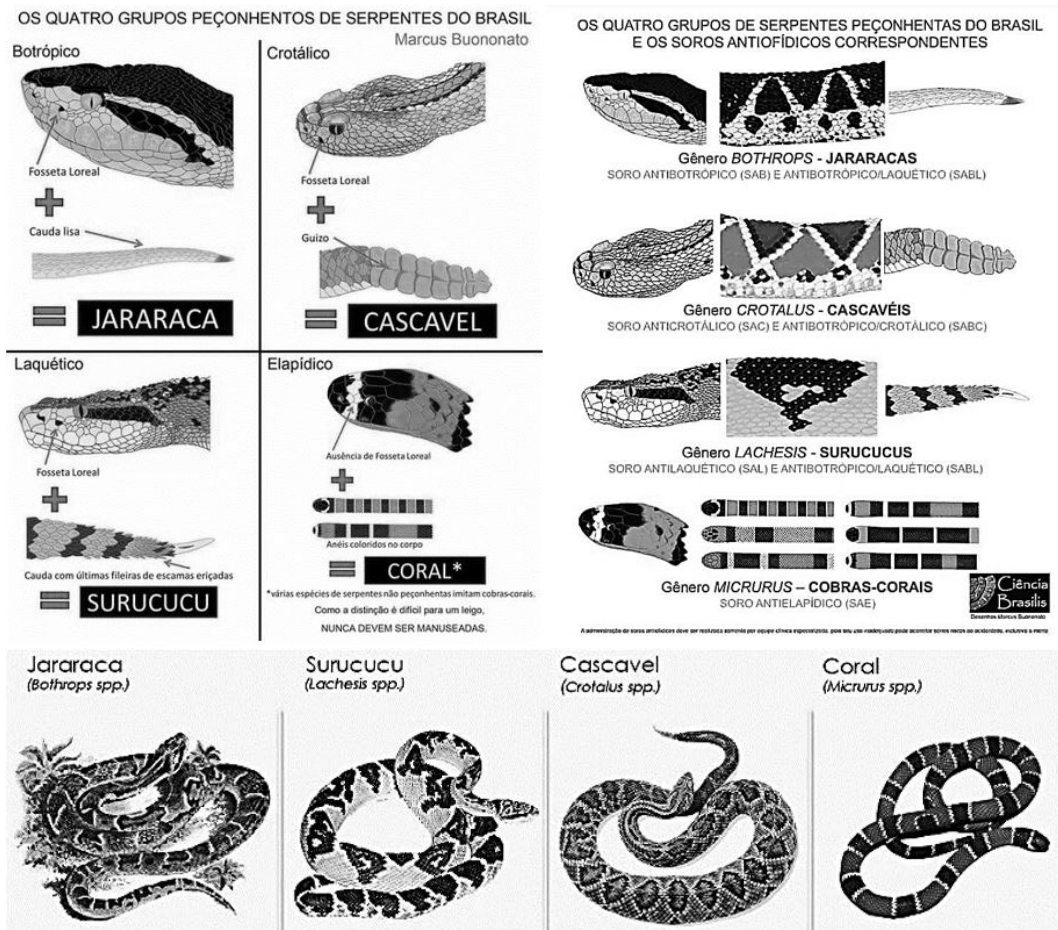 OS QUATRO GRUPOS PEÇONHENTOS DE SERPENTES DO BRASIL
Marcus Buononato
Botrópico
Fosseta Loreal
Cauda lisa
JARARACA
Crotálico
Fosseta Loreal
Guizo
CASCAVEL
Laquético
Fosseta Loreal
Cauda com últimas fileiras de escamas eriçadas
SURUCUCU
Elapídico
Ausência de Fosseta Loreal
Anéis coloridos no corpo
CORAL*
*várias espécies de serpentes não peçonhentas imitam cobras-corais.
Como a distinção é difícil para um leigo,
NUNCA DEVEM SER MANUSEADAS.
OS QUATRO GRUPOS DE SERPENTES PEÇONHENTAS DO BRASIL
E OS SOROS ANTIOFÍDICOS CORRESPONDENTES
Gênero BOTHROPS - JARARACAS
SORO ANTIBOTRÓPICO (SAB) E ANTIBOTRÓPICO/LAQUÉTICO (SABL)
Gênero CROTALUS - CASCAVÉIS
SORO ANTICROTÁLICO (SAC) E ANTIBOTRÓPICO/CROTÁLICO (SABC)
Gênero LACHESIS - SURUCUCUS
SORO ANTILAQUÉTICO (SAL) E ANTIBOTRÓPICO/LAQUÉTICO (SABL)
Gênero MICRURUS – COBRAS-CORAIS
SORO ANTIELAPÍDICO (SAE)
Ciência
Brasilis
Desenhos Marcus Buononato
Jararaca
(Bothrops spp.)
Surucucu
(Lachesis spp.)
Cascavel
(Crotalus spp.)
Coral
(Micrurus spp.)